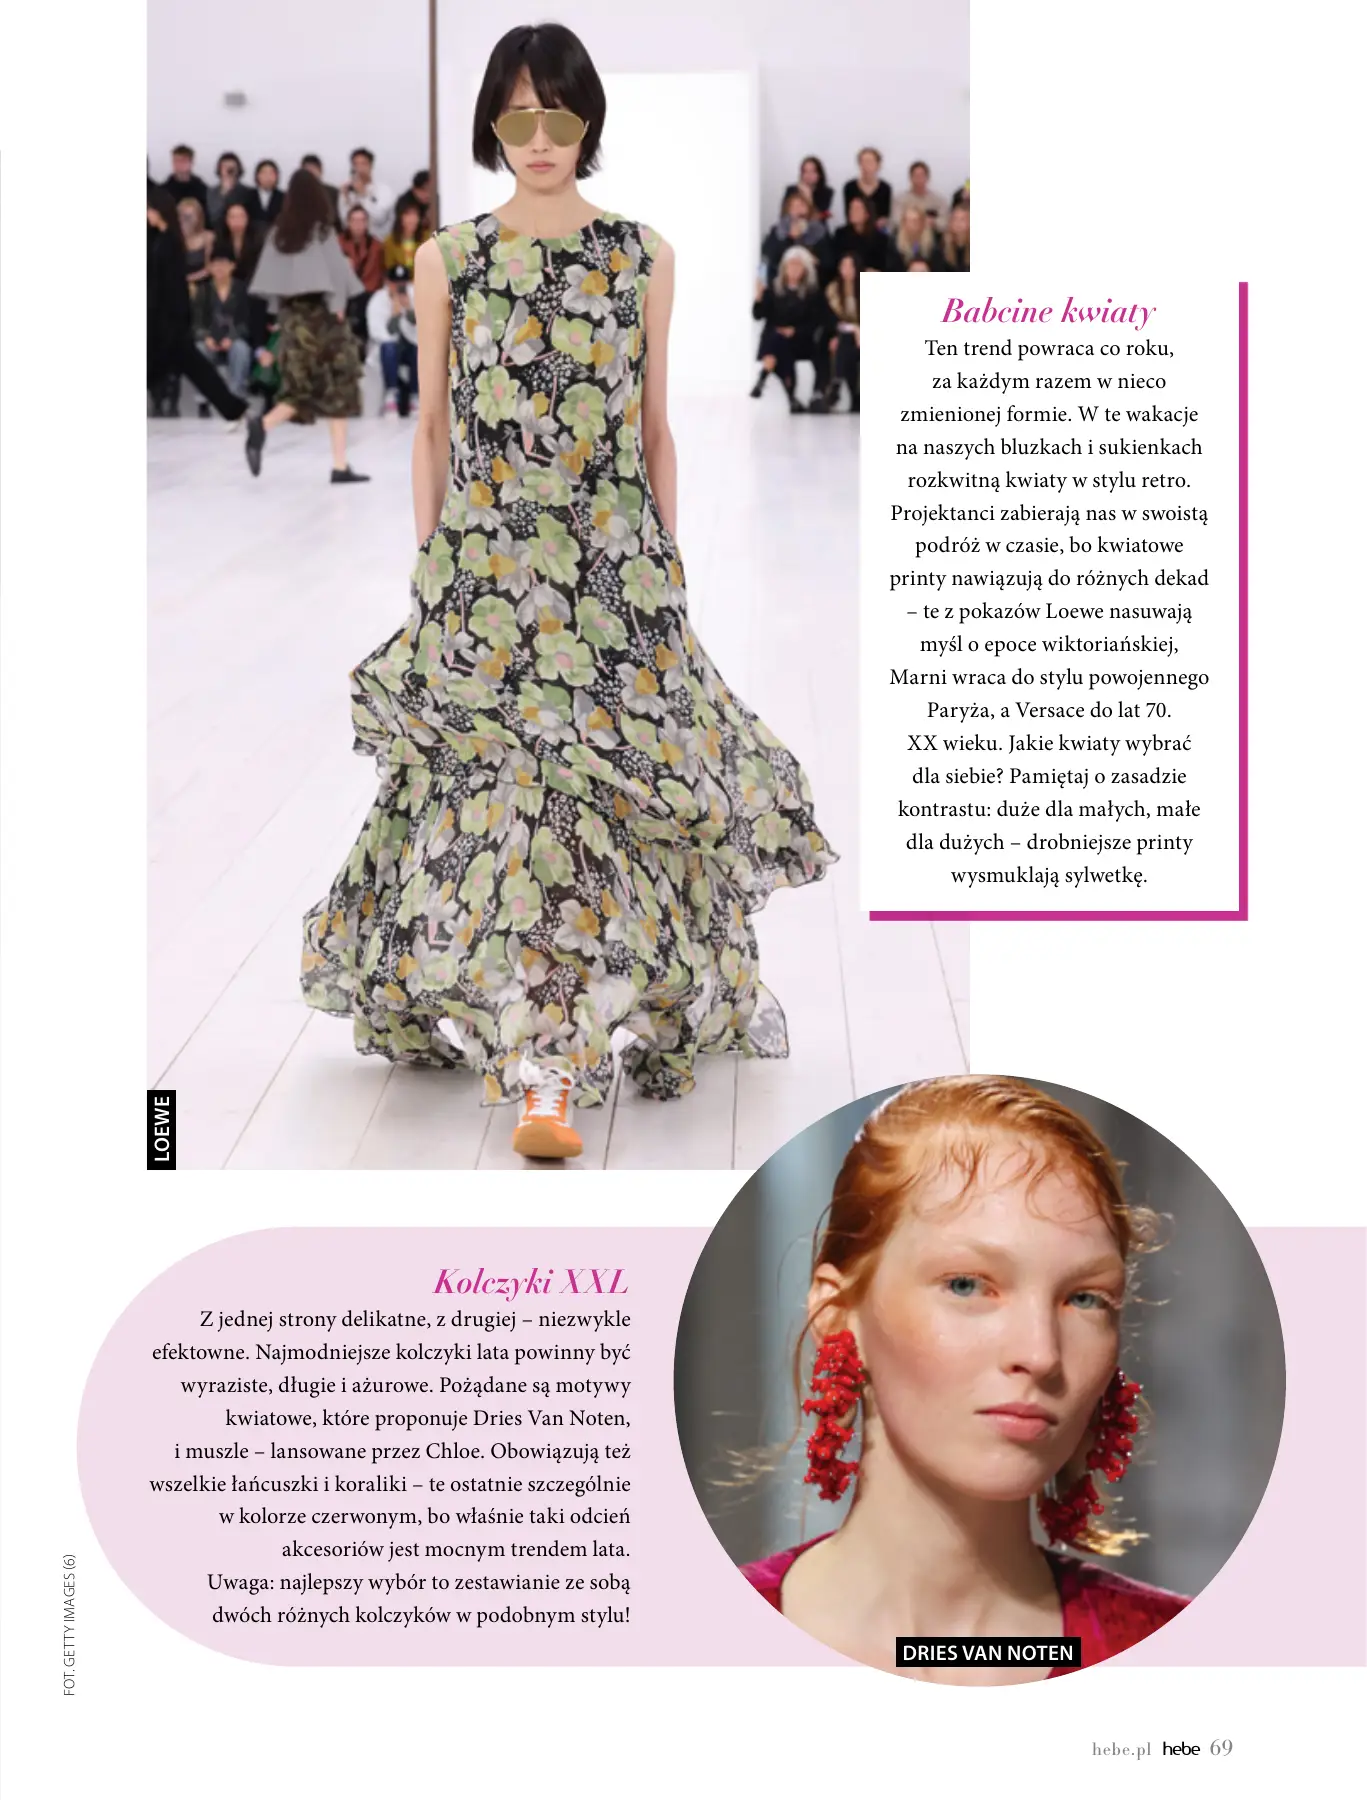 Babcine kwiaty
Ten trend powraca co roku,
za każdym razem w nieco
zmienionej formie. W te wakacje
na naszych bluzkach i sukienkach
rozkwitną kwiaty w stylu retro.
Projektanci zabierają nas w swoistą
podróż w czasie, bo kwiatowe
printy nawiązują do różnych dekad
– te z pokazów Loewe nasuwają
myśl o epoce wiktoriańskiej,
Marni wraca do stylu powojennego
Paryża, a Versace do lat 70.
XX wieku. Jakie kwiaty wybrać
dla siebie? Pamiętaj o zasadzie
kontrastu: duże dla małych, małe
dla dużych – drobniejsze printy
wysmuklają sylwetkę.
LOEWE
Kolczyki XXL
Z jednej strony delikatne, z drugiej – niezwykle
efektowne. Najmodniejsze kolczyki lata powinny być
wyraziste, długie i ażurowe. Pożądane są motywy
kwiatowe, które proponuje Dries Van Noten,
i muszle – lansowane przez Chloe. Obowiązują też
wszelkie łańcuszki i koraliki – te ostatnie szczególnie
w kolorze czerwonym, bo właśnie taki odcień
akcesoriów jest mocnym trendem lata.
Uwaga: najlepszy wybór to zestawianie ze sobą
dwóch różnych kolczyków w podobnym stylu!
DRIES VAN NOTEN
FOT. GETTY IMAGES (6)
hebe.pl hebe 69